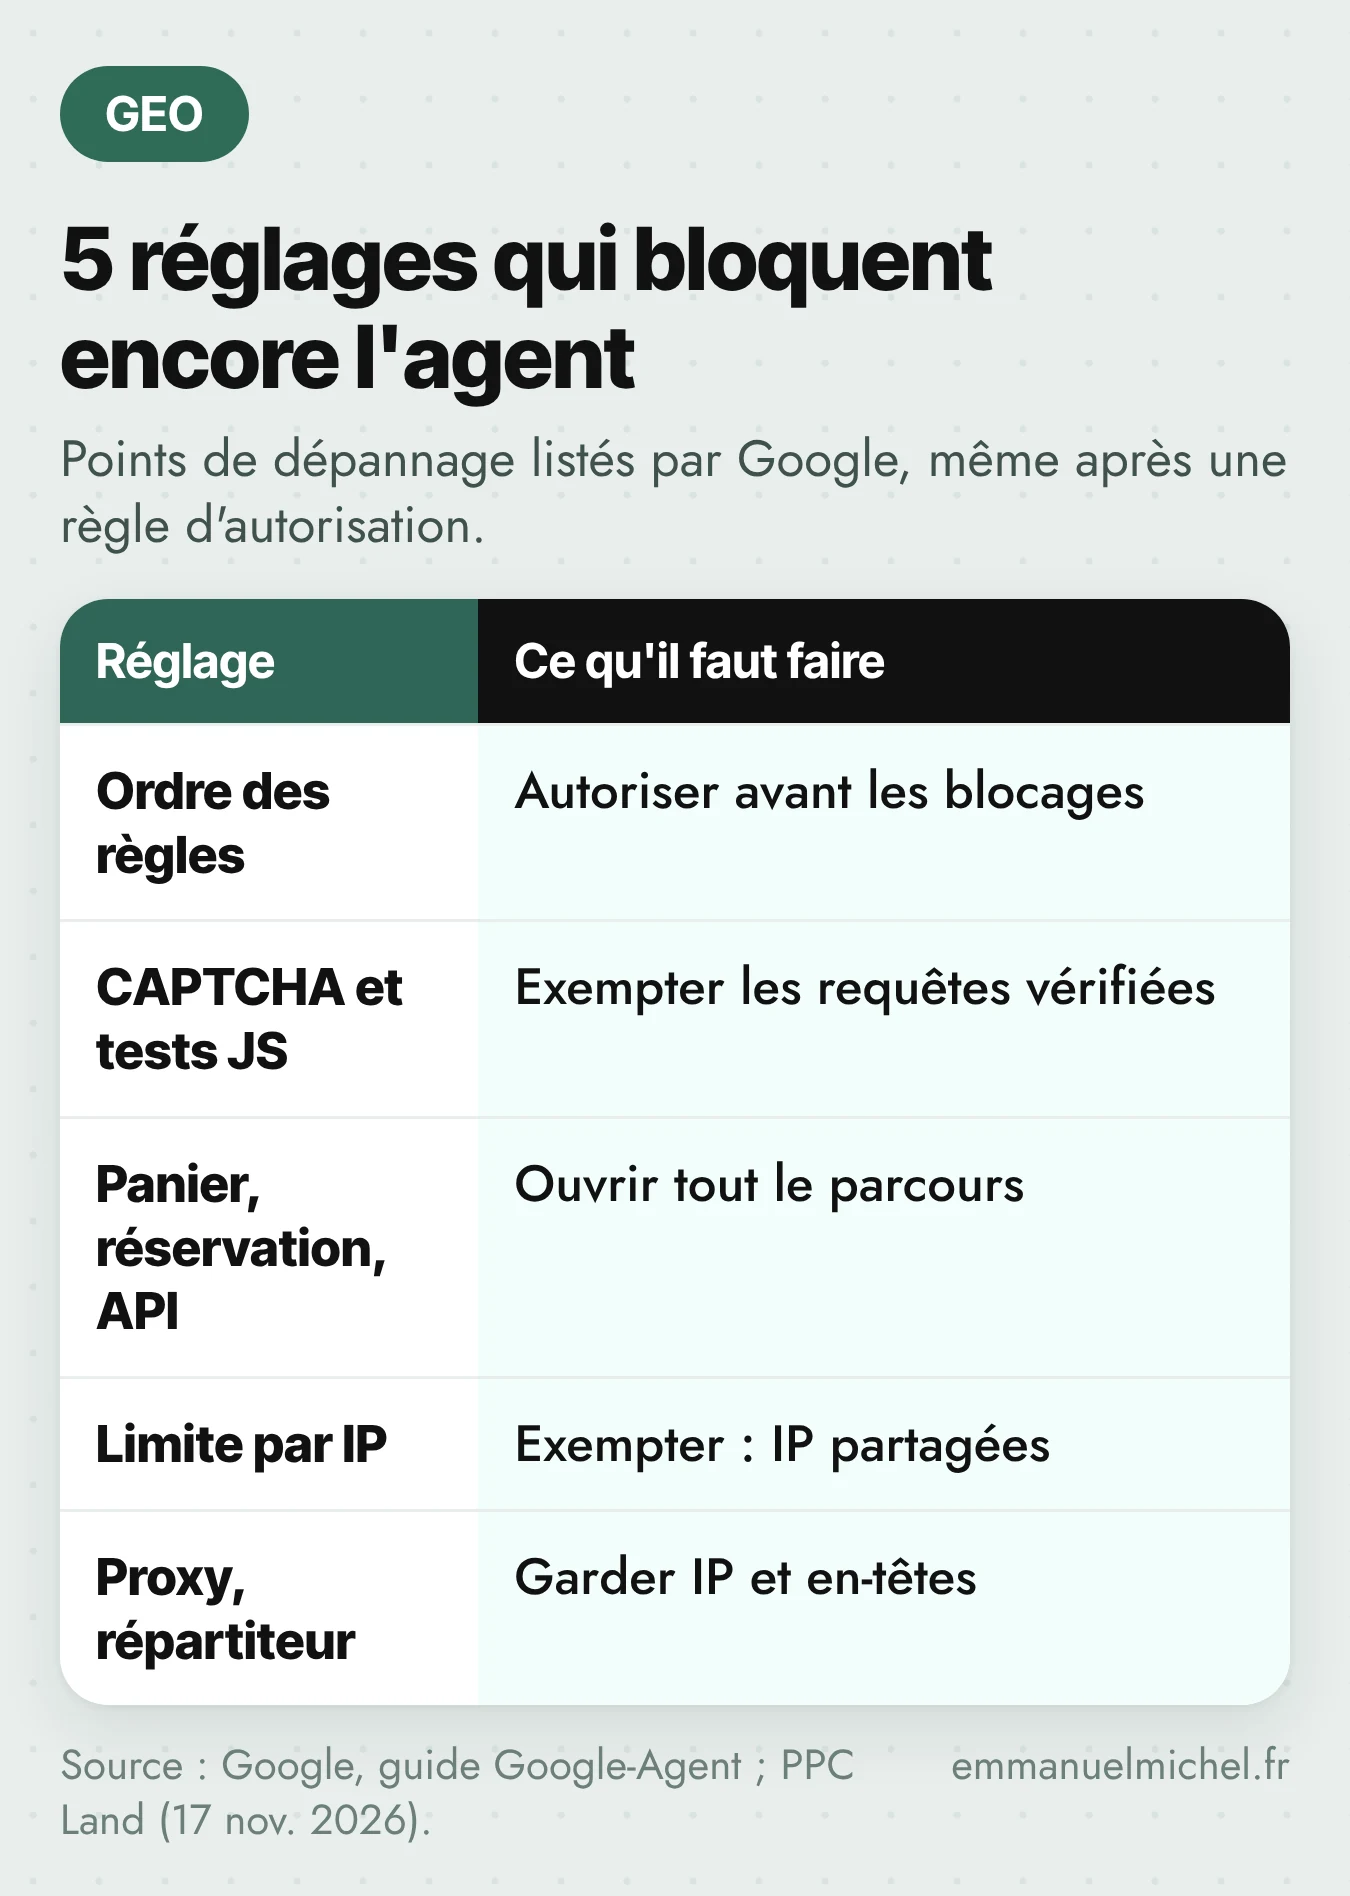 GEO
5 réglages qui bloquent
encore l'agent
Points de dépannage listés par Google, même après une
règle d'autorisation.
Réglage
Ce qu'il faut faire
Ordre des
règles
Autoriser avant les blocages
CAPTCHA et
tests JS
Exempter les requêtes vérifiées
Panier,
réservation,
API
Ouvrir tout le parcours
Limite par IP
Exempter : IP partagées
Proxy,
répartiteur
Garder IP et en-têtes
Source : Google, guide Google-Agent ; PPC
Land (17 nov. 2026).
emmanuelmichel.fr